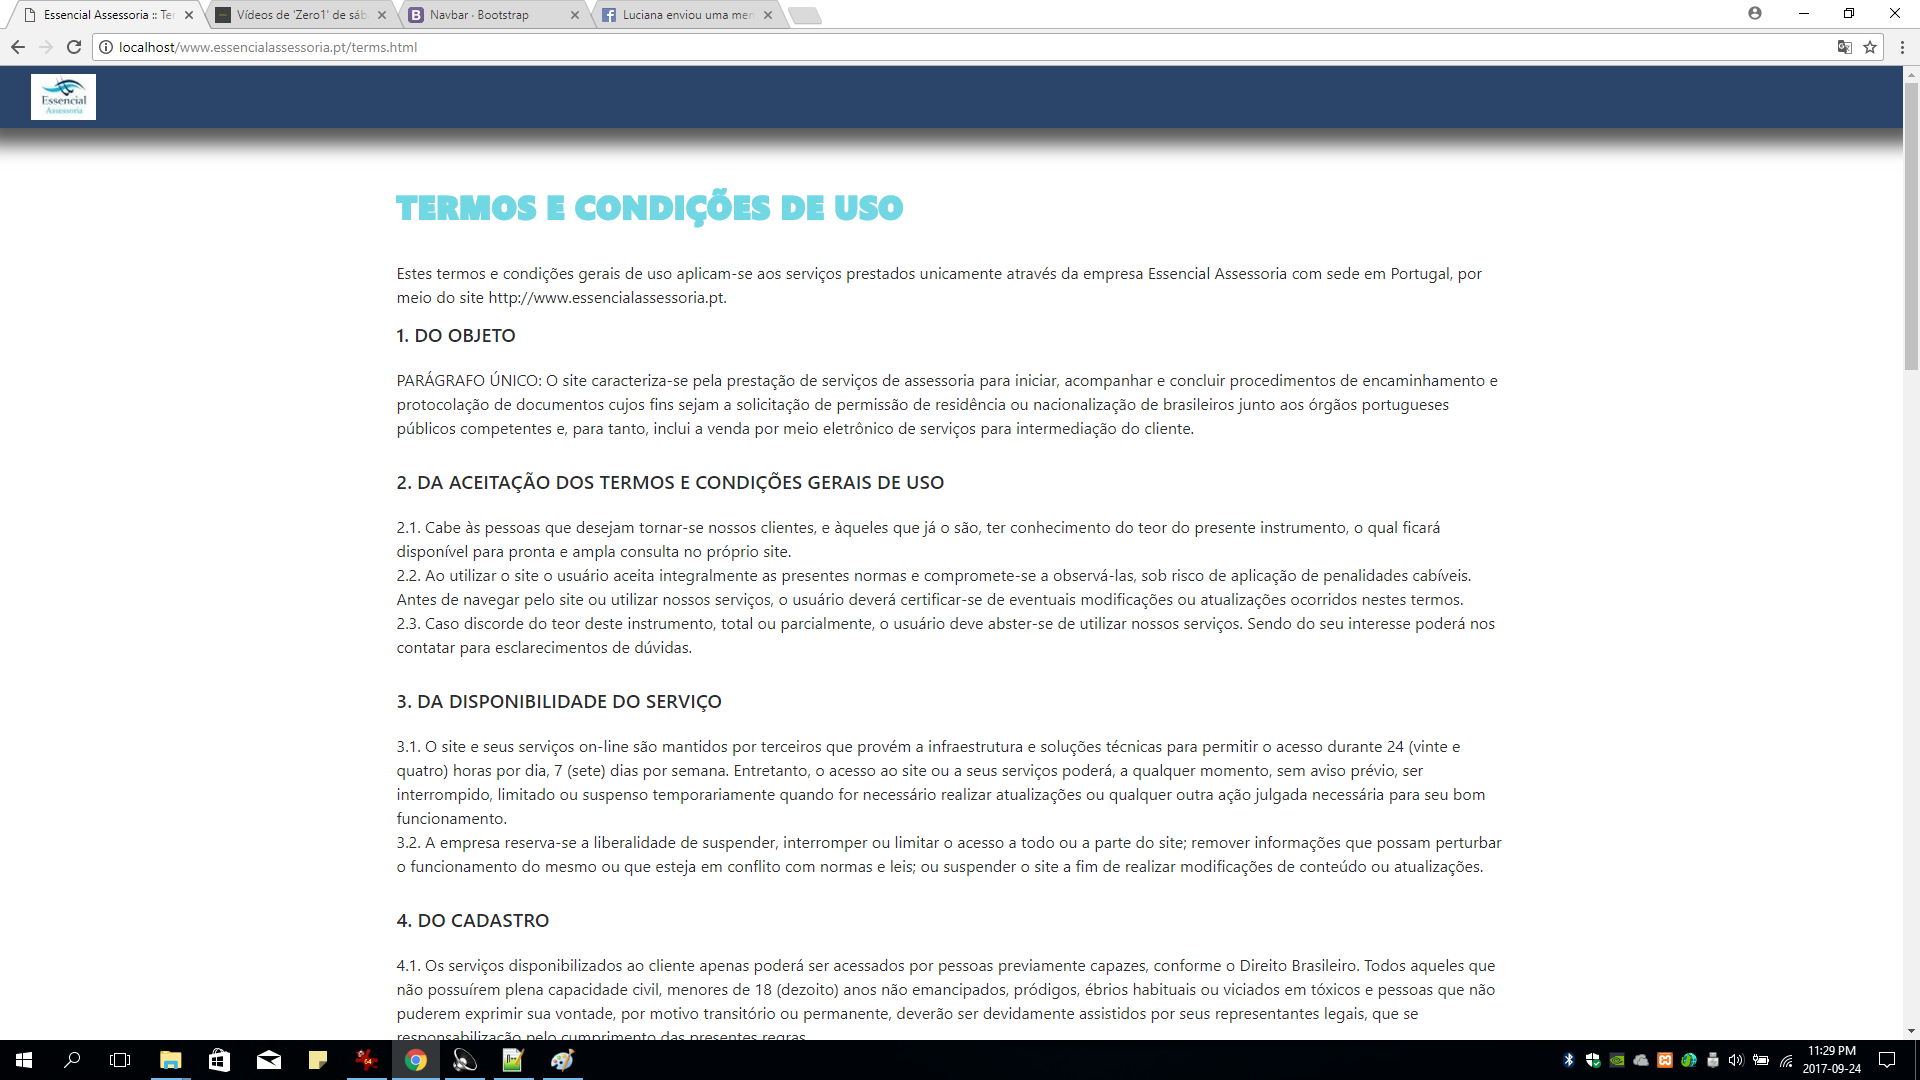 Essencial Assessoria :: Ter
Vídeos de 'Zero1' de sáb
Navbar · Bootstrap
Luciana enviou uma men
localhost/www.essencialassessoria.pt/terms.html
Essencial
Assessoria
TERMOS E CONDIÇÕES DE USO
Estes termos e condições gerais de uso aplicam-se aos serviços prestados unicamente através da empresa Essencial Assessoria com sede em Portugal, por
meio do site http://www.essencialassessoria.pt.
1. DO OBJETO
PARÁGRAFO ÚNICO: O site caracteriza-se pela prestação de serviços de assessoria para iniciar, acompanhar e concluir procedimentos de encaminhamento e
protocolação de documentos cujos fins sejam a solicitação de permissão de residência ou nacionalização de brasileiros junto aos órgãos portugueses
públicos competentes e, para tanto, inclui a venda por meio eletrônico de serviços para intermediação do cliente.
2. DA ACEITAÇÃO DOS TERMOS E CONDIÇÕES GERAIS DE USO
2.1. Cabe às pessoas que desejam tornar-se nossos clientes, e àqueles que já o são, ter conhecimento do teor do presente instrumento, o qual ficará
disponível para pronta e ampla consulta no próprio site.
2.2. Ao utilizar o site o usuário aceita integralmente as presentes normas e compromete-se a observá-las, sob risco de aplicação de penalidades cabíveis.
Antes de navegar pelo site ou utilizar nossos serviços, o usuário deverá certificar-se de eventuais modificações ou atualizações ocorridos nestes termos.
2.3. Caso discorde do teor deste instrumento, total ou parcialmente, o usuário deve abster-se de utilizar nossos serviços. Sendo do seu interesse poderá nos
contatar para esclarecimentos de dúvidas.
3. DA DISPONIBILIDADE DO SERVIÇO
3.1. O site e seus serviços on-line são mantidos por terceiros que provém a infraestrutura e soluções técnicas para permitir o acesso durante 24 (vinte e
quatro) horas por dia, 7 (sete) dias por semana. Entretanto, o acesso ao site ou a seus serviços poderá, a qualquer momento, sem aviso prévio, ser
interrompido, limitado ou suspenso temporariamente quando for necessário realizar atualizações ou qualquer outra ação julgada necessária para seu bom
funcionamento.
3.2. A empresa reserva-se a liberalidade de suspender, interromper ou limitar o acesso a todo ou a parte do site; remover informações que possam perturbar
o funcionamento do mesmo ou que esteja em conflito com normas e leis; ou suspender o site a fim de realizar modificações de conteúdo ou atualizações.
4. DO CADASTRO
4.1. Os serviços disponibilizados ao cliente apenas poderá ser acessados por pessoas previamente capazes, conforme o Direito Brasileiro. Todos aqueles que
não possuírem plena capacidade civil, menores de 18 (dezoito) anos não emancipados, pródigos, ébrios habituais ou viciados em tóxicos e pessoas que não
puderem exprimir sua vontade, por motivo transitório ou permanente, deverão ser devidamente assistidos por seus representantes legais, que se
responsabilização pelo cumprimento das presentes regras.
11:29 PM
2017-09-24